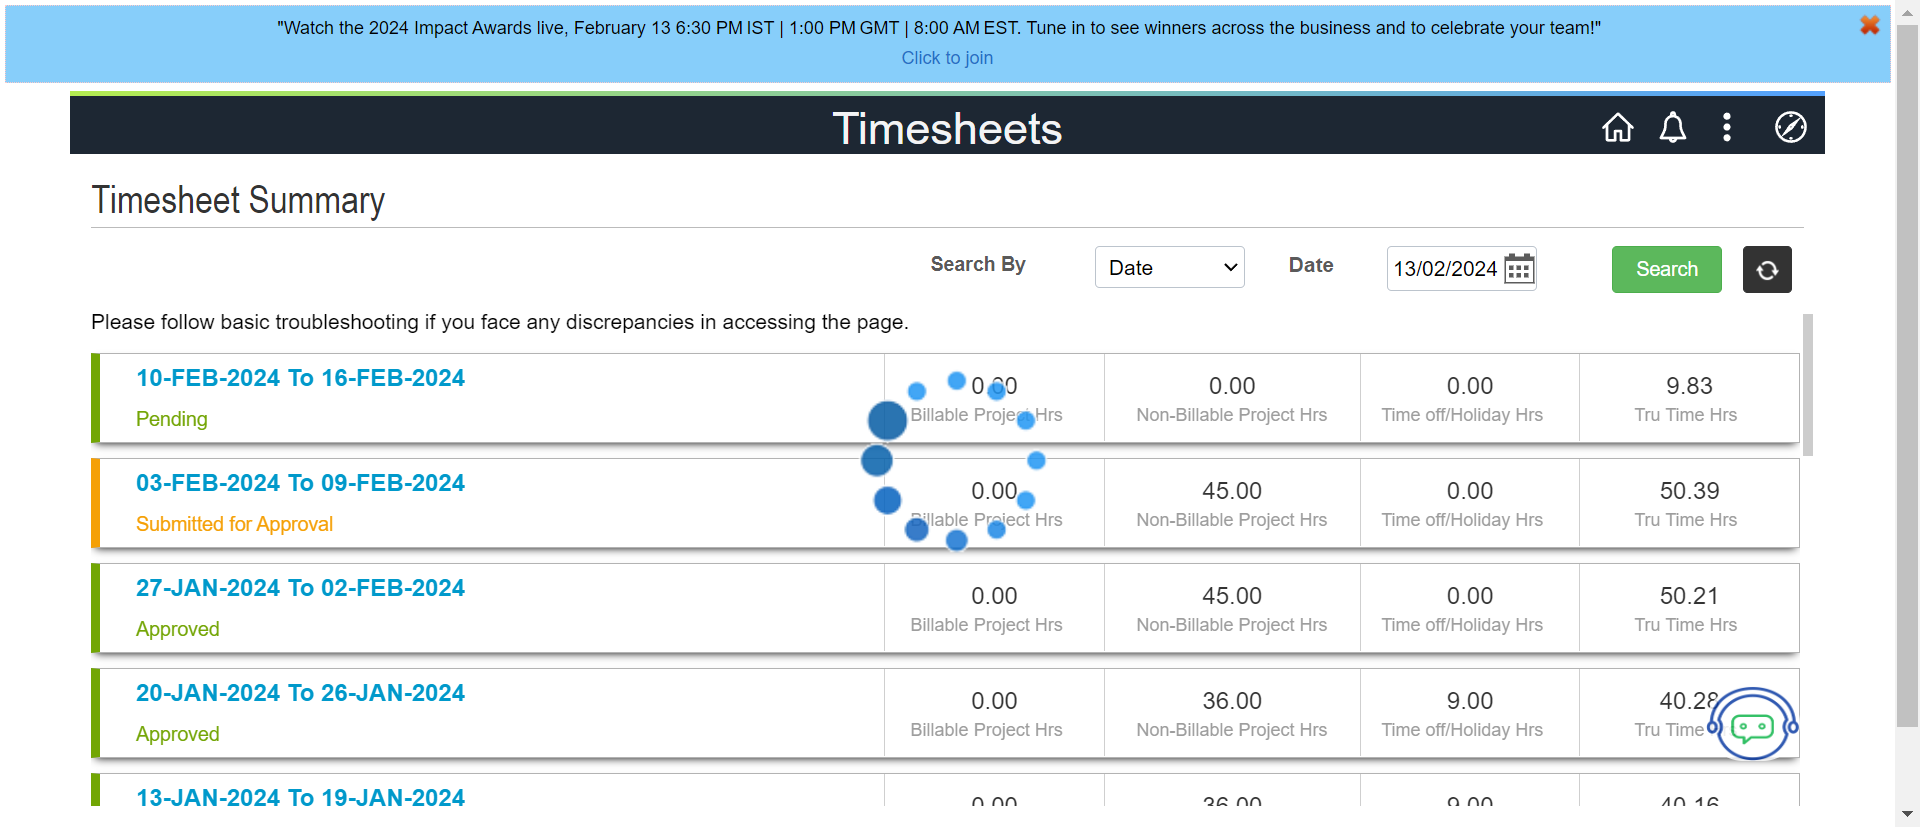 "Watch the 2024 Impact Awards live, February 13 6:30 PM IST | 1:00 PM GMT | 8:00 AM EST. Tune in to see winners across the business and to celebrate your team!"
Click to join
Timesheets
Timesheet Summary
Search By Date Date 13/02/2024 Search
Please follow basic troubleshooting if you face any discrepancies in accessing the page.
10-FEB-2024 To 16-FEB-2024 0.00 0.00 0.00 9.83
Pending Billable Project Hrs Non-Billable Project Hrs Time off/Holiday Hrs Tru Time Hrs
03-FEB-2024 To 09-FEB-2024 0.00 45.00 0.00 50.39
Submitted for Approval Billable Project Hrs Non-Billable Project Hrs Time off/Holiday Hrs Tru Time Hrs
27-JAN-2024 To 02-FEB-2024 0.00 45.00 0.00 50.21
Approved Billable Project Hrs Non-Billable Project Hrs Time off/Holiday Hrs Tru Time Hrs
20-JAN-2024 To 26-JAN-2024 0.00 36.00 9.00 40.28
Approved Billable Project Hrs Non-Billable Project Hrs Time off/Holiday Hrs Tru Time
13-JAN-2024 To 19-JAN-2024 0.00 36.00 9.00 40.16